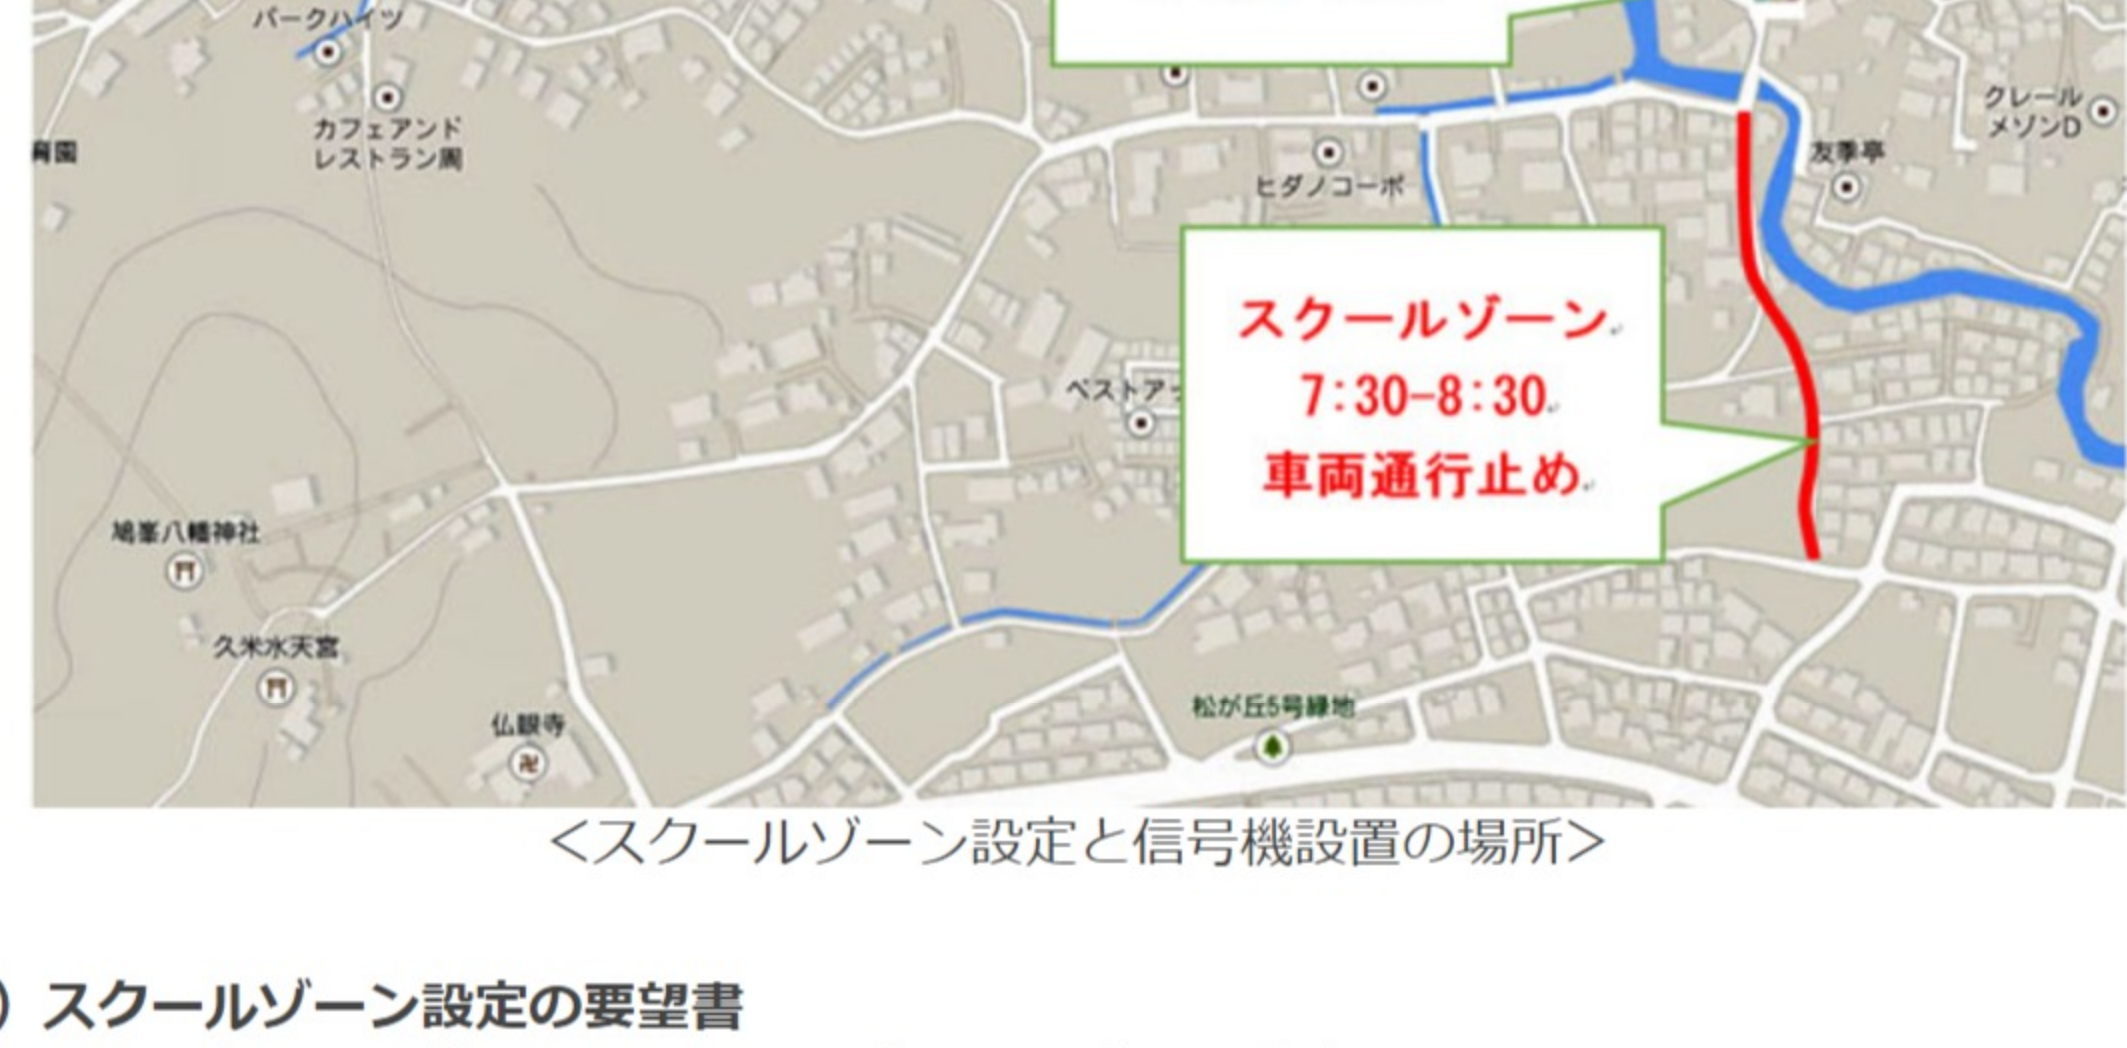 パークハイツ
カフェアンド
レストラン周
育園
クレール
メゾンD
友季亭
ヒダノコーポ
スクールゾーン
7:30-8:30
車両通行止め
ベストア
鳩峯八幡神社
久米水天宮
仏眼寺
松が丘5号緑地
<スクールゾーン設定と信号機設置の場所>
）スクールゾーン設定の要望書